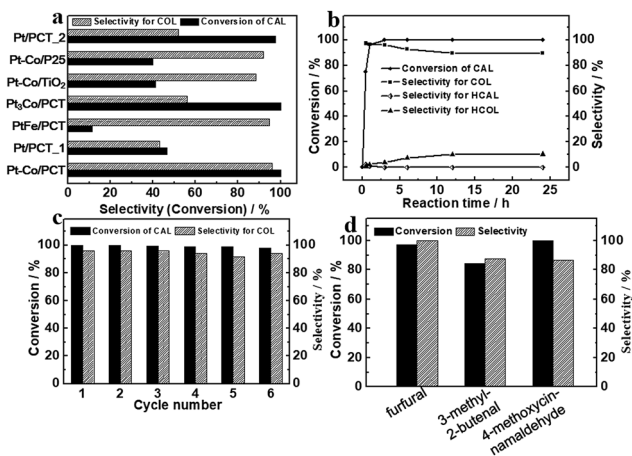 a
Selectivity for COL
Conversion of CAL
Pt/PCT_2
Pt-Co/P25
Pt-Co/TiO2
Pt3Co/PCT
PtFe/PCT
Pt/PCT_1
Pt-Co/PCT
0 20 40 60 80 100
Selectivity (Conversion) / %
b
Conversion / %
100
90
80
20
10
0
Conversion of CAL
Selectivity for COL
Selectivity for HCAL
Selectivity for HCOL
100
90
80
20
10
0
Selectivity / %
0 5 10 15 20 25
Reaction time / h
c
Conversion of CAL
Selectivity for COL
Conversion / %
120
100
80
60
40
20
0
100
80
60
40
20
0
Selectivity / %
1 2 3 4 5 6
Cycle number
d
Conversion
Selectivity
Conversion / %
100
80
60
40
20
0
100
80
60
40
20
0
Selectivity / %
furfural
3-methyl-
2-butenal
4-methoxycin-
namaldehyde